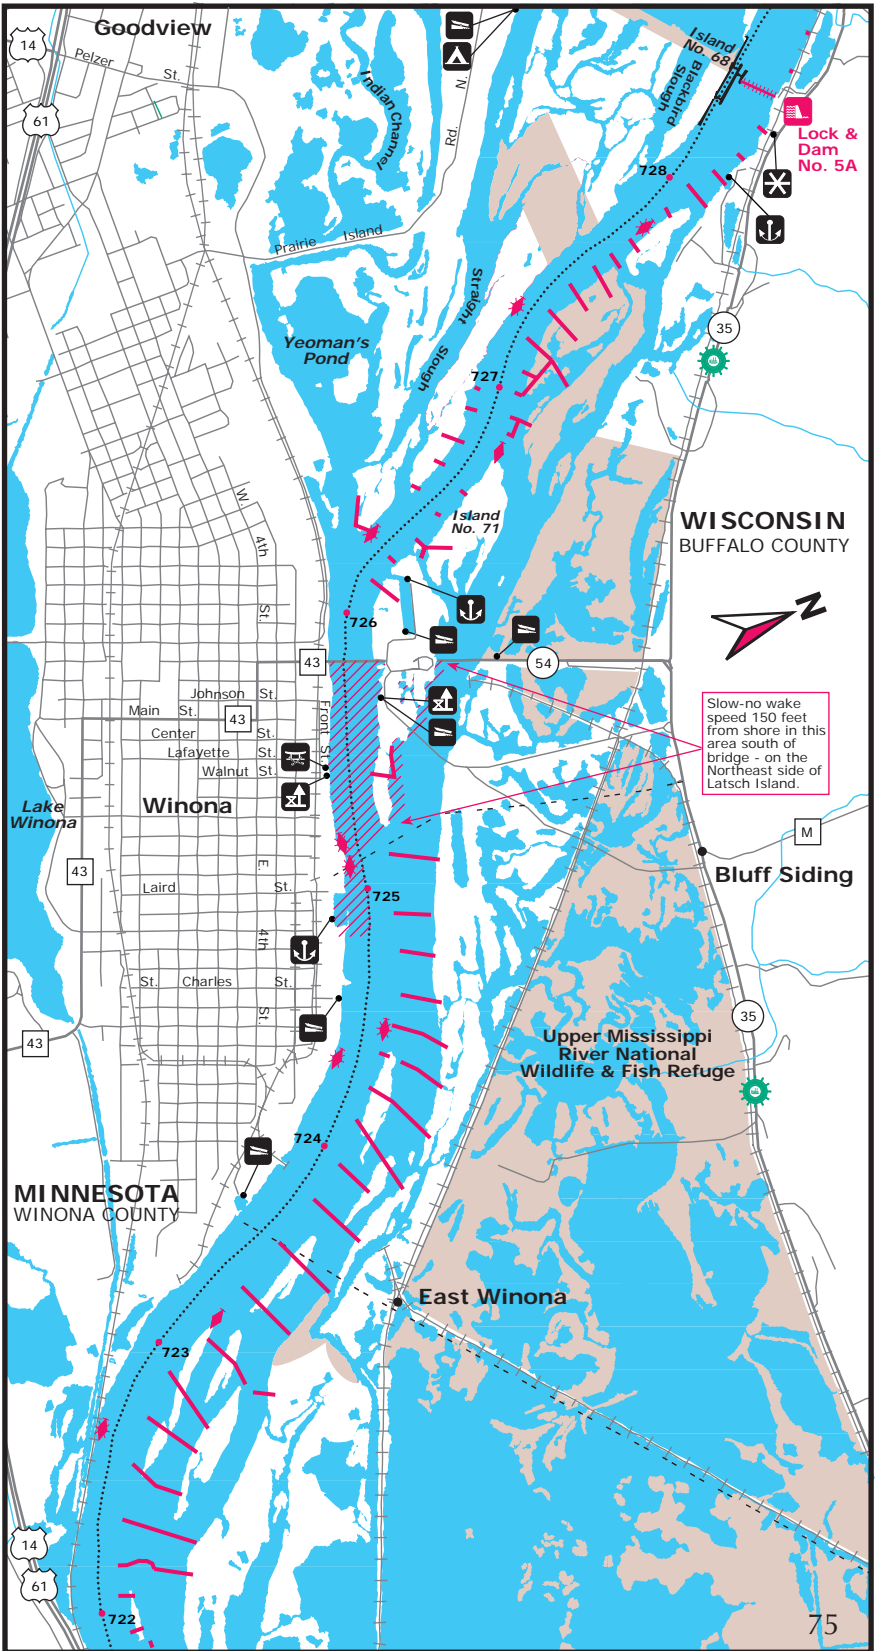 Goodview
14
Pelzer
St.
61
Indian Channel
Rd.
N.
Island
No. 68
Blackbird
Slough
Lock &
Dam
No. 5A
728
Prairie Island
Straight
Slough
Yeoman's
Pond
35
727
W.
4th
St.
Island
No. 71
WISCONSIN
BUFFALO COUNTY
N
726
43
54
Johnson St.
Main St.
43
Center St.
Lafayette St.
Walnut St.
Front St.
Slow-no wake
speed 150 feet
from shore in this
area south of
bridge - on the
Northeast side of
Latsch Island.
Lake
Winona
Winona
M
43
E.
4th
St.
Laird St.
725
Bluff Siding
St. Charles St.
35
43
Upper Mississippi
River National
Wildlife & Fish Refuge
724
MINNESOTA
WINONA COUNTY
East Winona
723
14
61
722
75